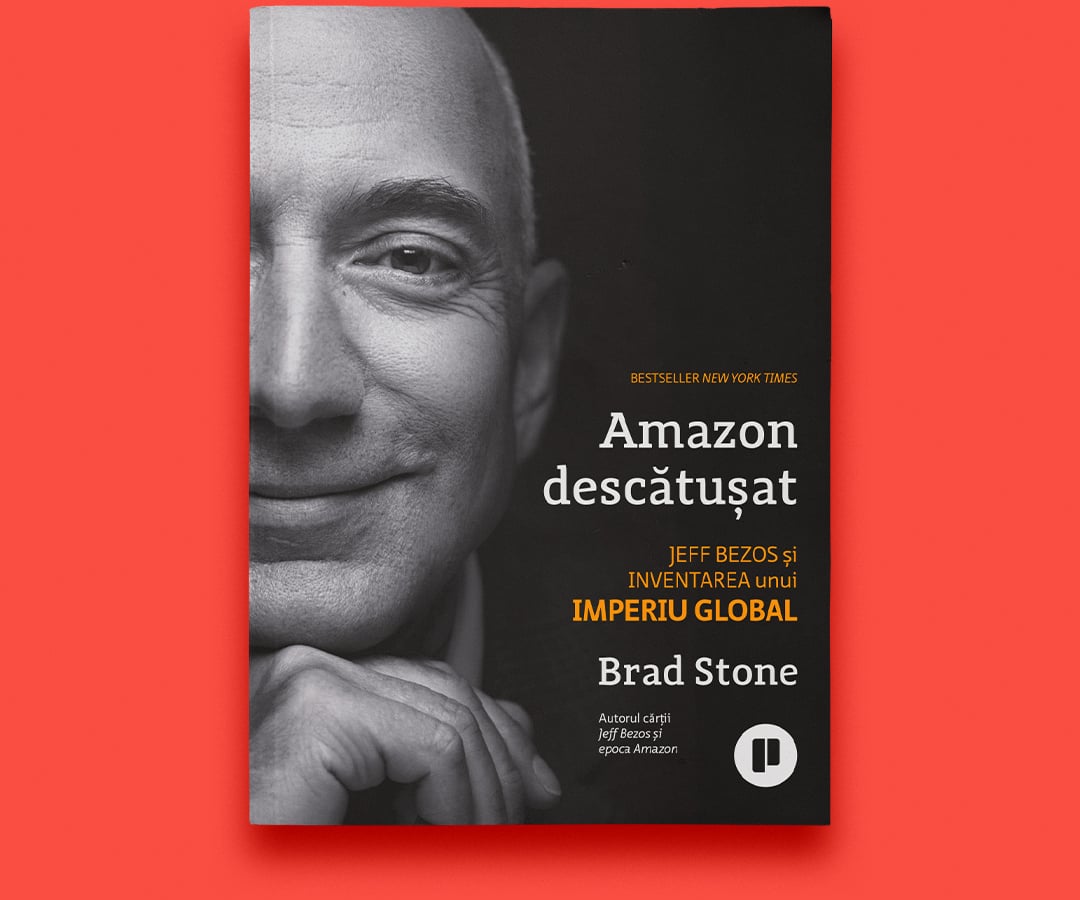 BESTSELLER NEW YORK TIMES
Amazon
descătușat
JEFF BEZOS și
INVENTAREA unui
IMPERIU GLOBAL
Brad Stone
Autorul cărții
Jeff Bezos și
epoca Amazon